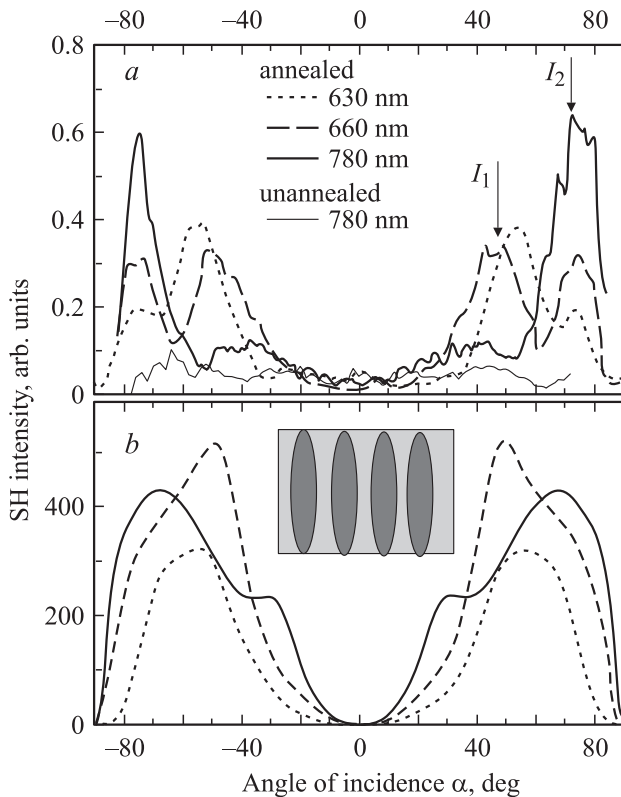 −80 −40 0 40 80
0.8
a
annealed
630 nm
660 nm
780 nm
unannealed
780 nm
I1
I2
0.6
0.4
0.2
0
b
400
200
0
−80 −40 0 40 80
SH intensity, arb. units
Angle of incidence α, deg